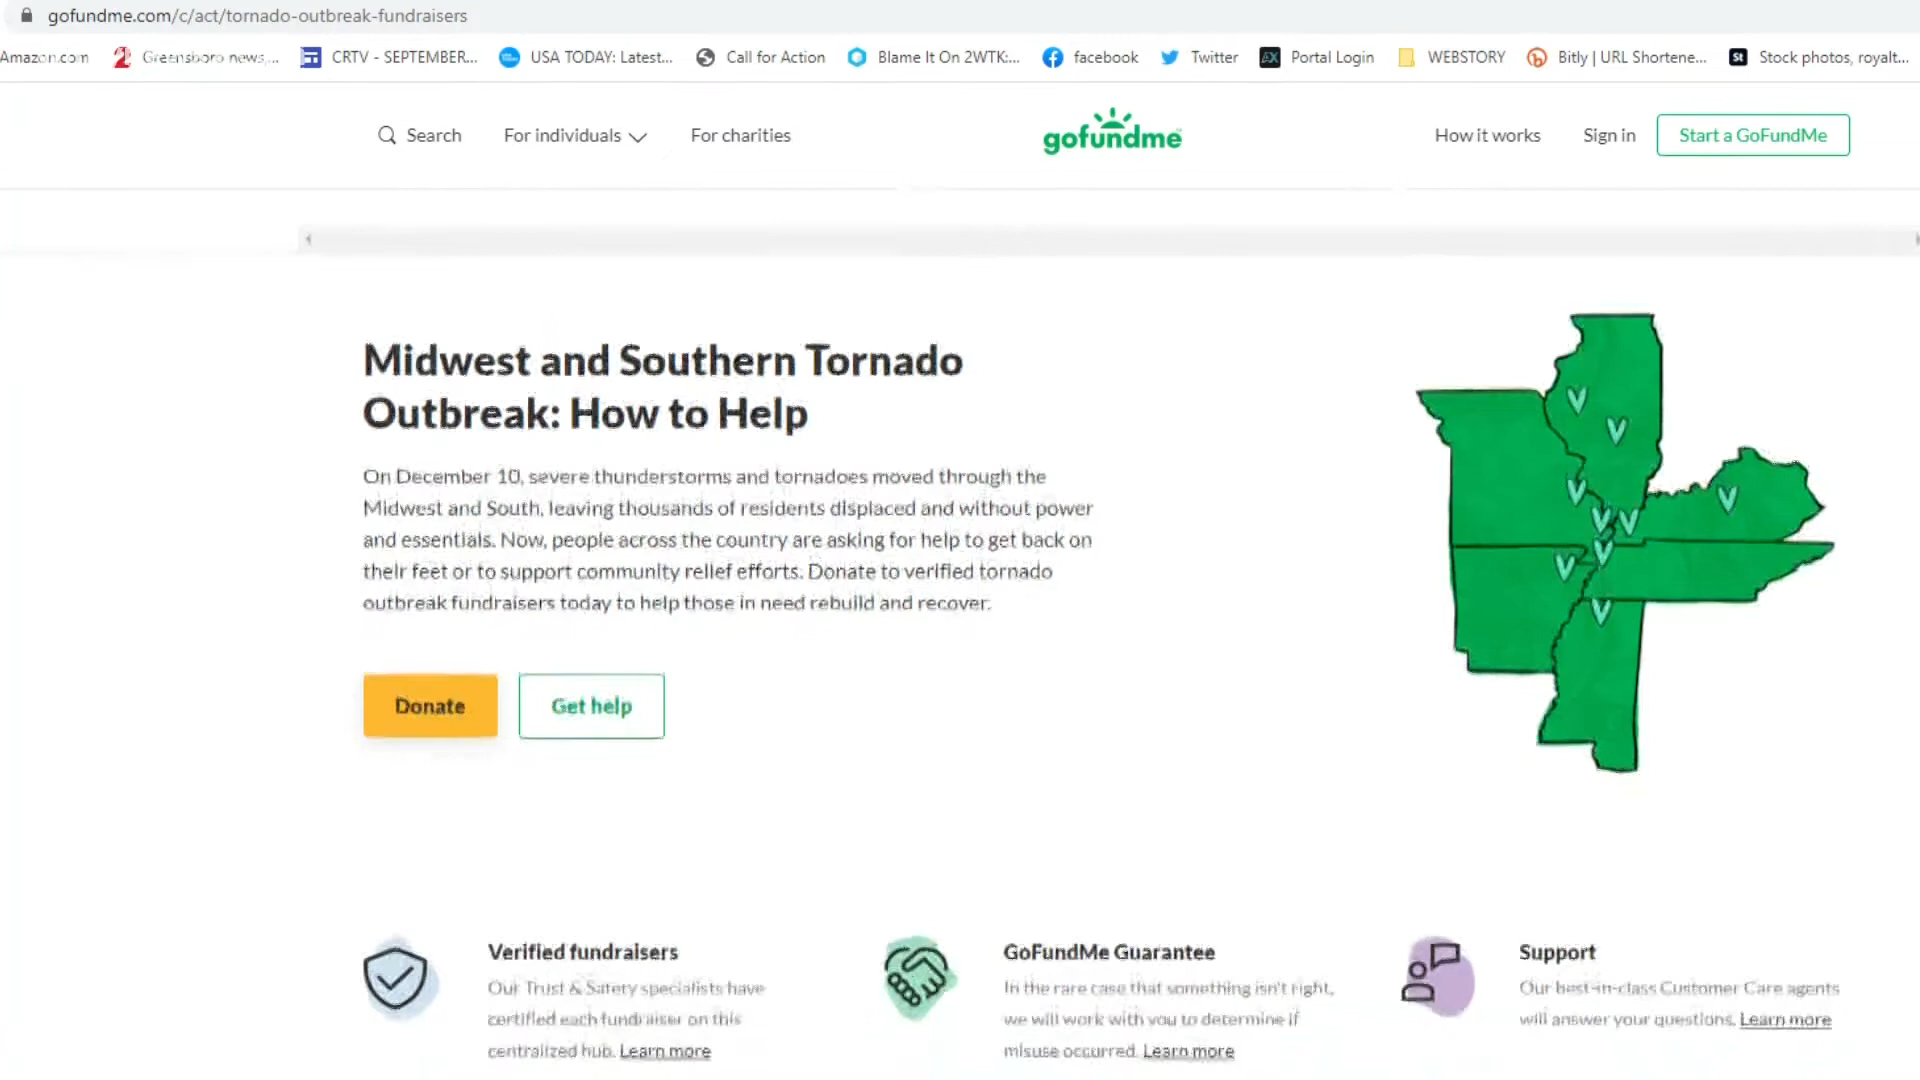 gofundme.com/c/act/tornado-outbreak-fundraisers
Amazon.com Greensboro news,... CRTV - SEPTEMBER... USA TODAY: Latest... Call for Action Blame It On 2WTK:... facebook Twitter Portal Login WEBSTORY Bitly | URL Shortene... St Stock photos, royalt...
Search For individuals For charities gofundme How it works Sign in Start a GoFundMe
Midwest and Southern Tornado
Outbreak: How to Help
On December 10, severe thunderstorms and tornadoes moved through the
Midwest and South, leaving thousands of residents displaced and without power
and essentials. Now, people across the country are asking for help to get back on
their feet or to support community relief efforts. Donate to verified tornado
outbreak fundraisers today to help those in need rebuild and recover.
Donate Get help
Verified fundraisers
Our Trust & Safety specialists have
certified each fundraiser on this
centralized hub. Learn more
GoFundMe Guarantee
In the rare case that something isn't right,
we will work with you to determine if
misuse occurred. Learn more
Support
Our best-in-class Customer Care agents
will answer your questions. Learn more